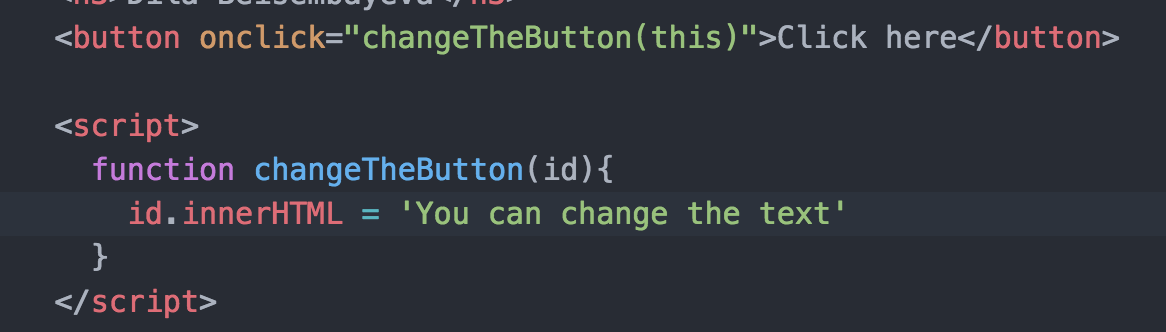 <button onclick="changeTheButton(this)">Click here</button>
<script>
function changeTheButton(id){
id.innerHTML = 'You can change the text'
}
</script>